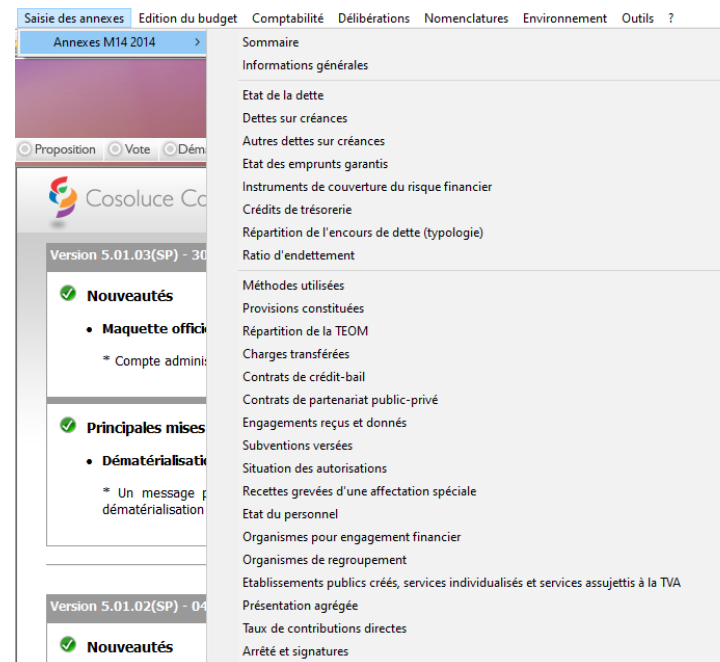 Saisie des annexes Edition du budget Comptabilité Délibérations Nomenclatures Environnement Outils ?
Annexes M14 2014 >
Sommaire
Informations générales
Etat de la dette
Dettes sur créances
Autres dettes sur créances
Etat des emprunts garantis
Instruments de couverture du risque financier
Crédits de trésorerie
Répartition de l'encours de dette (typologie)
Ratio d'endettement
Méthodes utilisées
Provisions constituées
Répartition de la TEOM
Charges transférées
Contrats de crédit-bail
Contrats de partenariat public-privé
Engagements reçus et donnés
Subventions versées
Situation des autorisations
Recettes grevées d'une affectation spéciale
Etat du personnel
Organismes pour engagement financier
Organismes de regroupement
Etablissements publics créés, services individualisés et services assujettis à la TVA
Présentation agrégée
Taux de contributions directes
Arrêté et signatures
Proposition Vote Dém
Cosoluce Co
Version 5.01.03(SP) - 30
Nouveautés
• Maquette offici
* Compte adminis
Principales mises
• Dématérialisatio
* Un message p
dématérialisation
Version 5.01.02(SP) - 04
Nouveautés